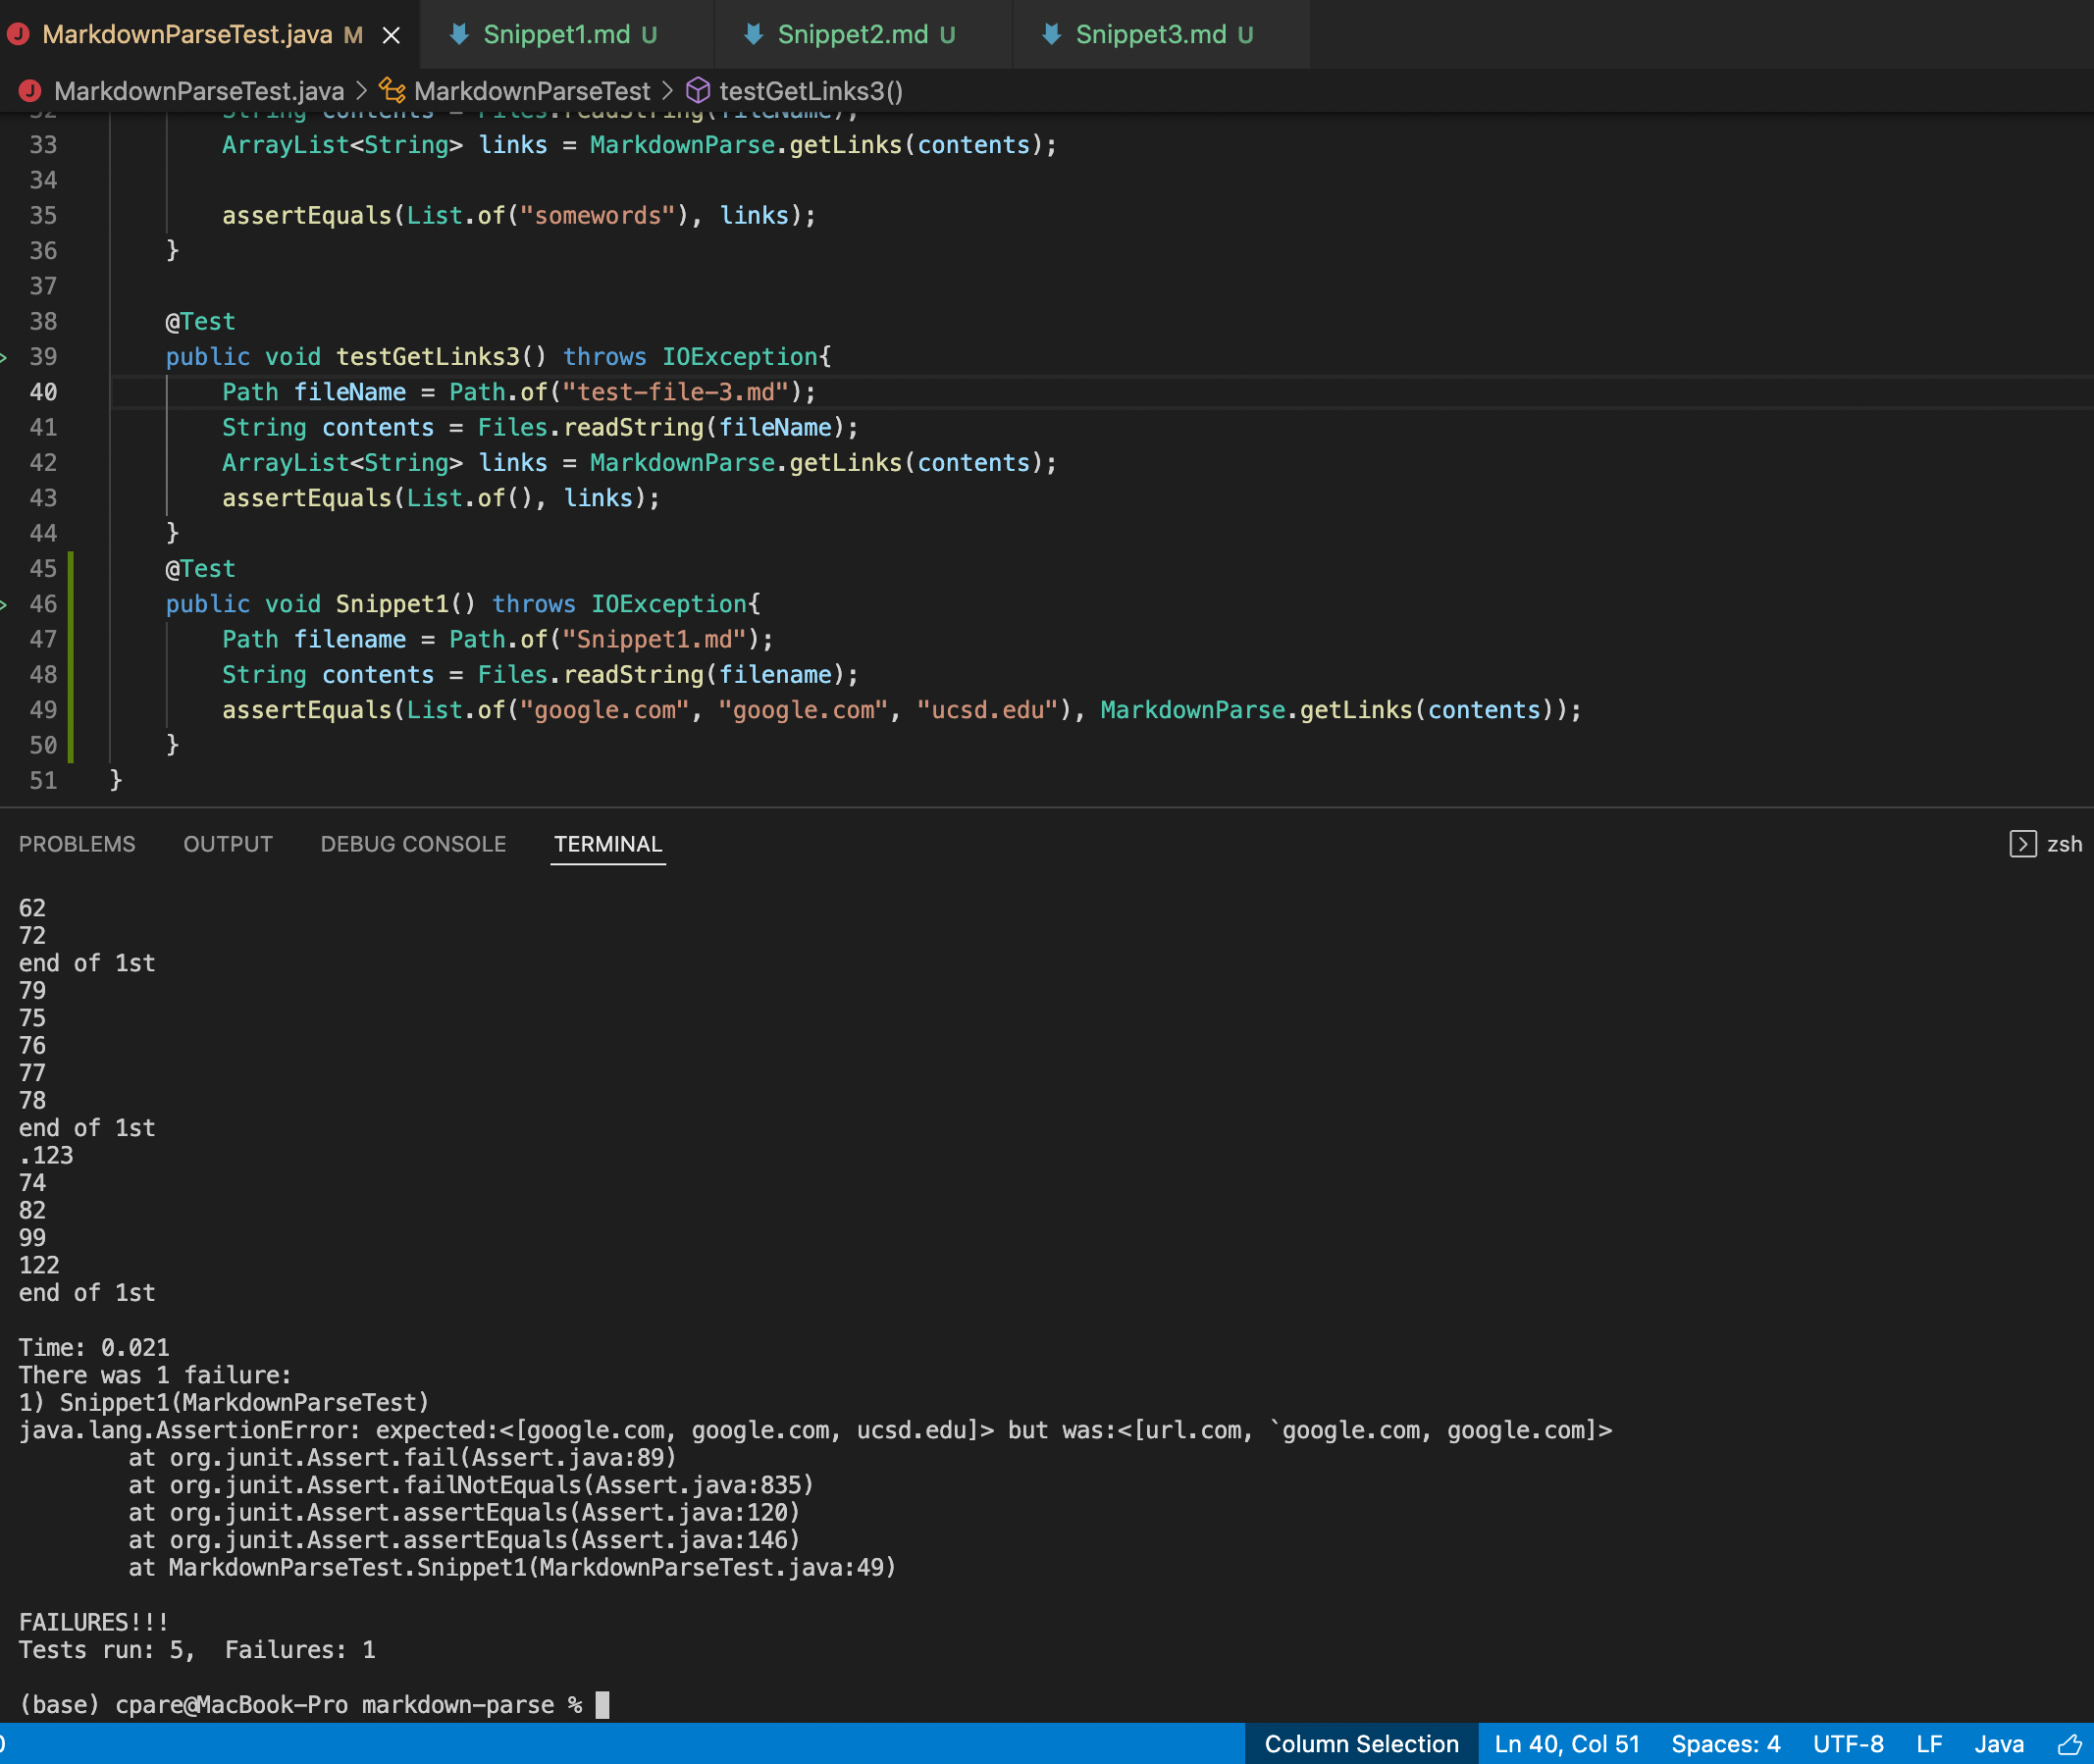 MarkdownParseTest.java M Snippet1.md U Snippet2.md U Snippet3.md U
MarkdownParseTest.java > MarkdownParseTest > testGetLinks3()
32 String contents = Files.readString(fileName);
33 ArrayList<String> links = MarkdownParse.getLinks(contents);
34
35 assertEquals(List.of("somewords"), links);
36 }
37
38 @Test
39 public void testGetLinks3() throws IOException{
40 Path fileName = Path.of("test-file-3.md");
41 String contents = Files.readString(fileName);
42 ArrayList<String> links = MarkdownParse.getLinks(contents);
43 assertEquals(List.of(), links);
44 }
45 @Test
46 public void Snippet1() throws IOException{
47 Path filename = Path.of("Snippet1.md");
48 String contents = Files.readString(filename);
49 assertEquals(List.of("google.com", "google.com", "ucsd.edu"), MarkdownParse.getLinks(contents));
50 }
51 }
PROBLEMS OUTPUT DEBUG CONSOLE TERMINAL zsh
62
72
end of 1st
79
75
76
77
78
end of 1st
.123
74
82
99
122
end of 1st
Time: 0.021
There was 1 failure:
1) Snippet1(MarkdownParseTest)
java.lang.AssertionError: expected:<[google.com, google.com, ucsd.edu]> but was:<[url.com, `google.com, google.com]>
at org.junit.Assert.fail(Assert.java:89)
at org.junit.Assert.failNotEquals(Assert.java:835)
at org.junit.Assert.assertEquals(Assert.java:120)
at org.junit.Assert.assertEquals(Assert.java:146)
at MarkdownParseTest.Snippet1(MarkdownParseTest.java:49)
FAILURES!!!
Tests run: 5,  Failures: 1
(base) cpare@MacBook-Pro markdown-parse %
Column Selection Ln 40, Col 51 Spaces: 4 UTF-8 LF Java